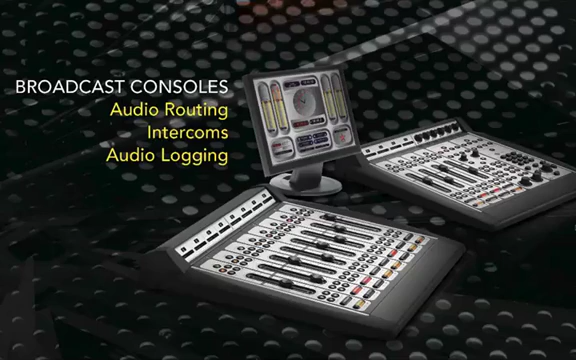 BROADCAST CONSOLES
Audio Routing
Intercoms
Audio Logging